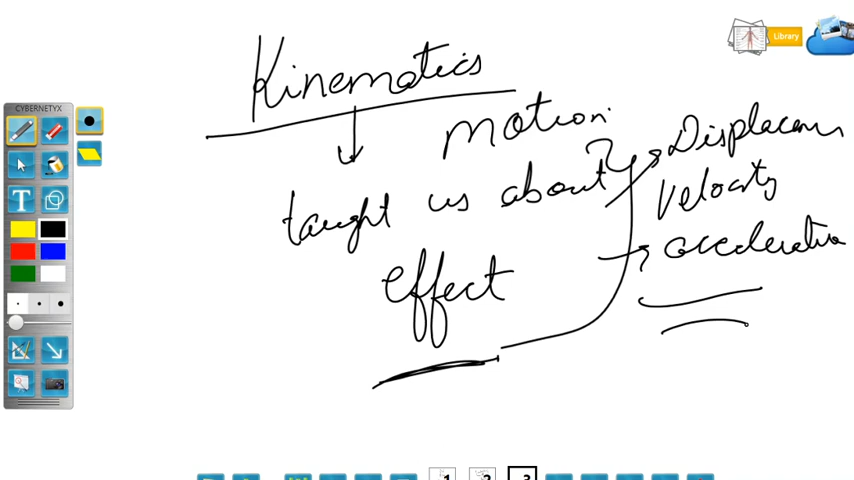 Library
Kinematics
motion
taught us about
effect
Displacem
Velocity
acceleration
CYBERNETYX
T
1 2 3